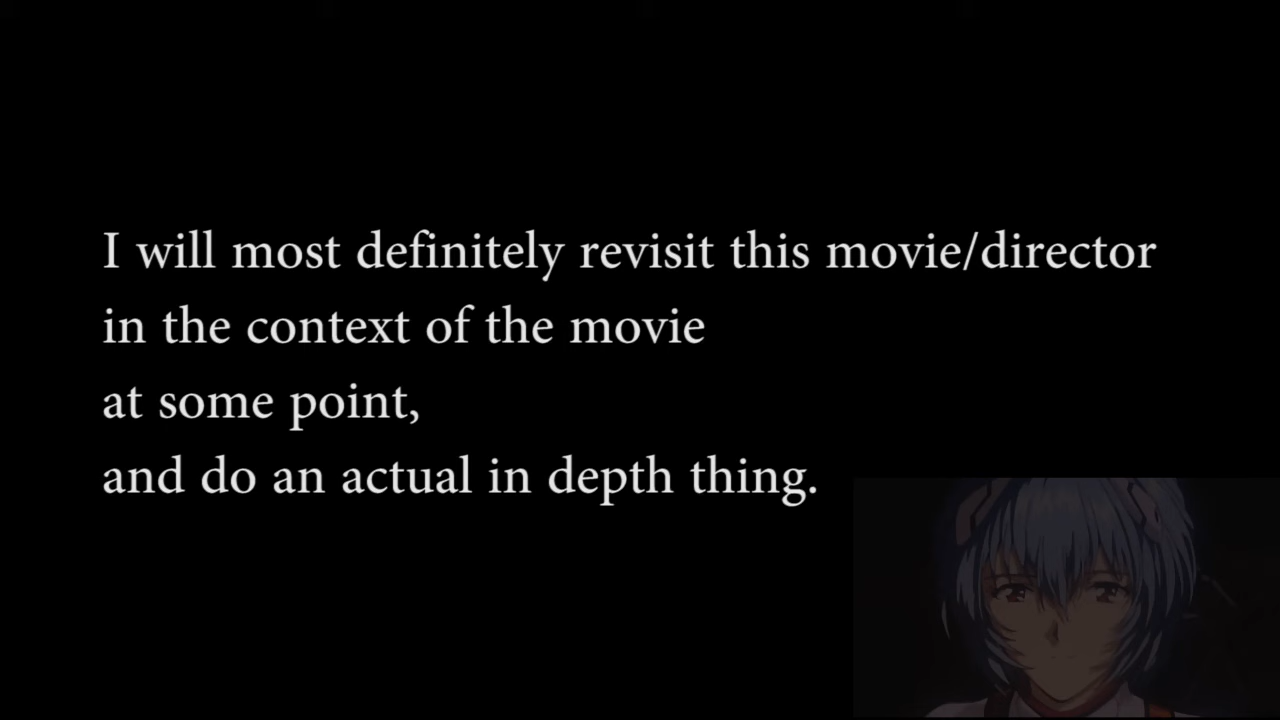 I will most definitely revisit this movie/director
in the context of the movie
at some point,
and do an actual in depth thing.